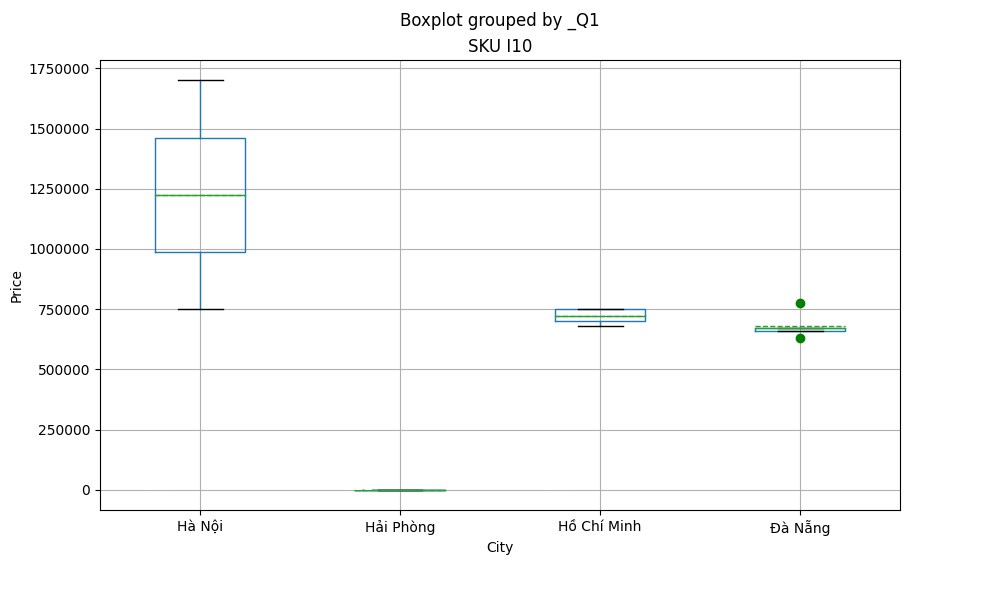 Boxplot grouped by _Q1
SKU I10
1750000
1500000
1250000
1000000
750000
500000
250000
0
Price
Hà Nội
Hải Phòng
Hồ Chí Minh
Đà Nẵng
City